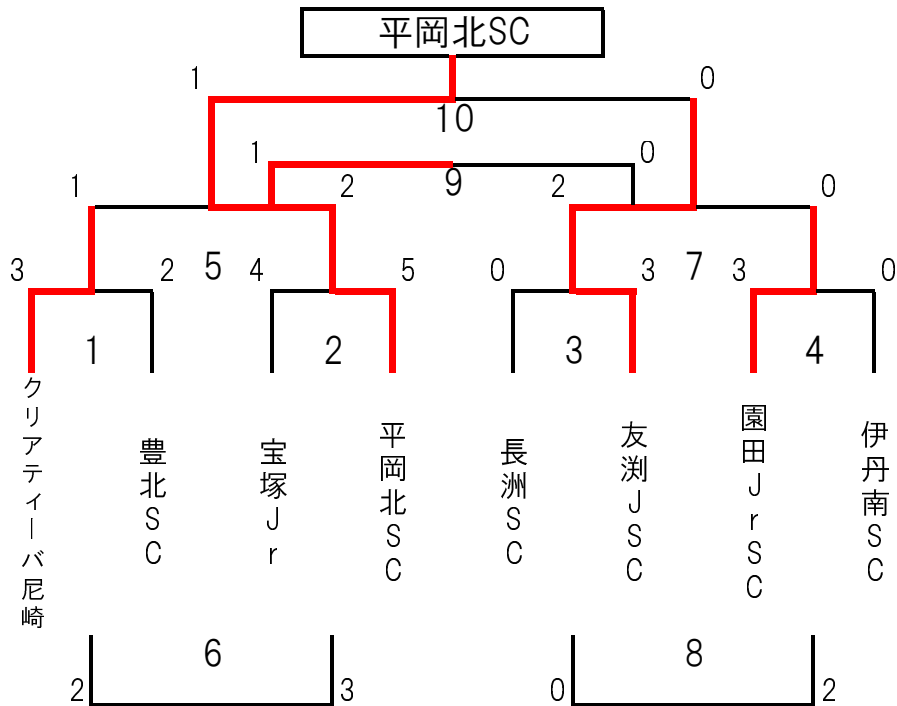 平岡北SC
1 0
10
1 0
1 2 9 2 0
3 2 5 4 5 0 3 7 3 0
1 2 3 4
クリアティーバ尼崎
豊北SC
宝塚Jr
平岡北SC
長洲SC
友渕JSC
園田JrSC
伊丹南SC
6 8
2 3 0 2